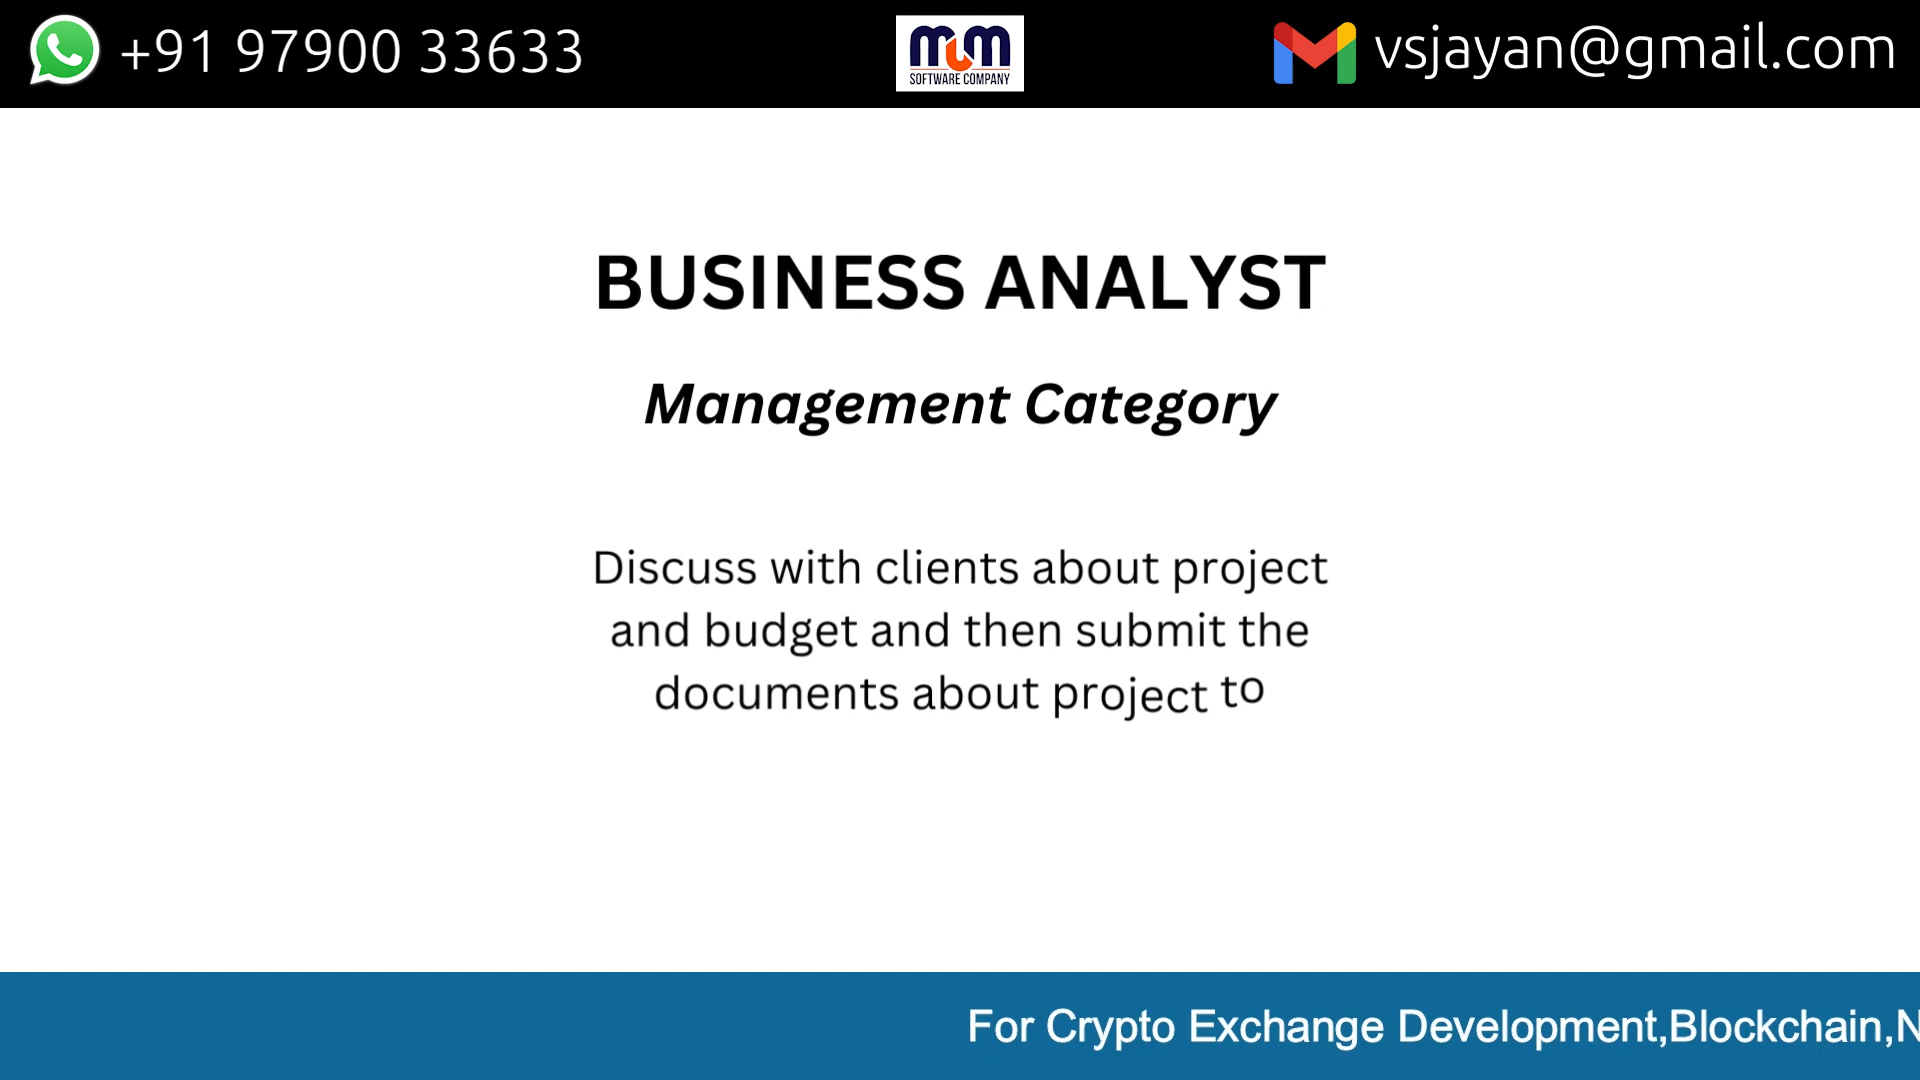 +91 97900 33633
mlm
SOFTWARE COMPANY
vsjayan@gmail.com
BUSINESS ANALYST
Management Category
Discuss with clients about project
and budget and then submit the
documents about project to
For Crypto Exchange Development,Blockchain,N